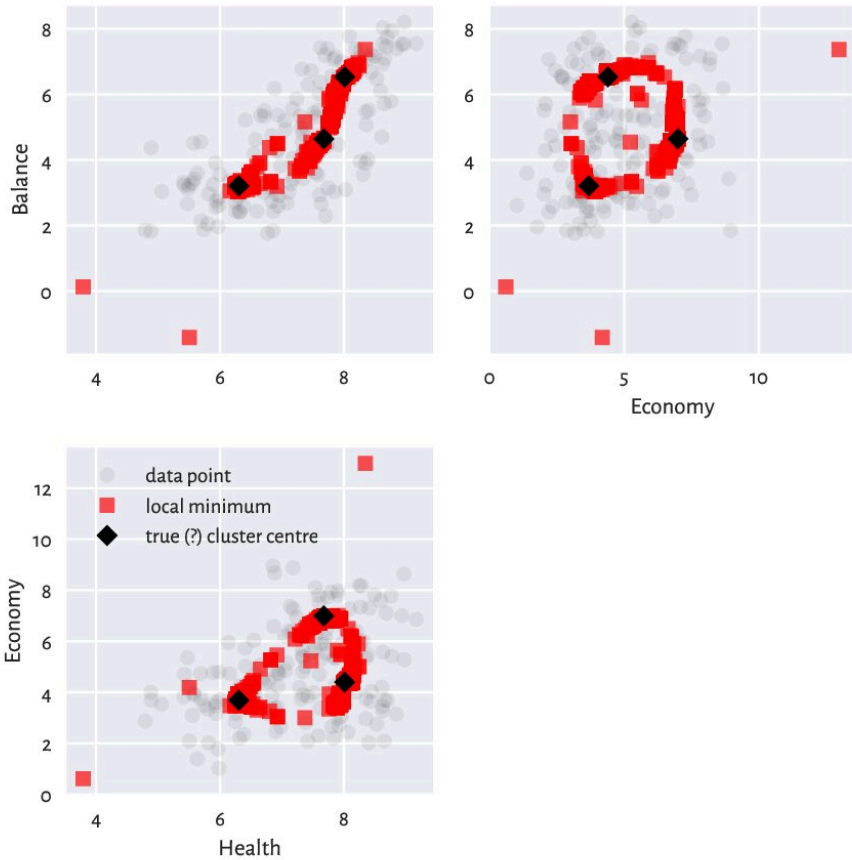 8
6
4
2
0
Balance
4 6 8
8
6
4
2
0
0 5 10
Economy
12
10
8
6
4
2
0
Economy
data point
local minimum
true (?) cluster centre
4 6 8
Health